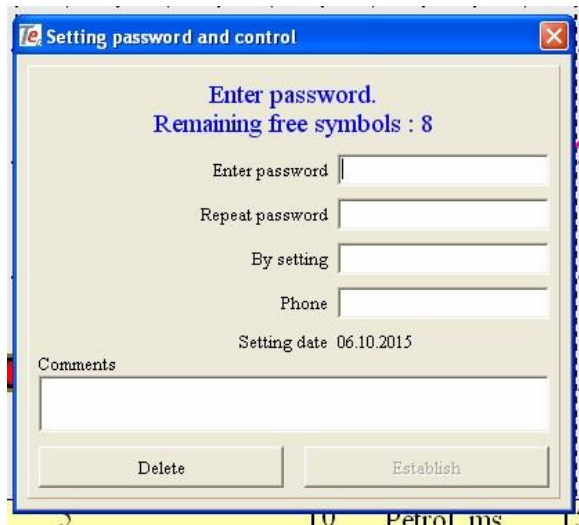 Setting password and control
Enter password.
Remaining free symbols : 8
Enter password
Repeat password
By setting
Phone
Setting date 06.10.2015
Comments
Delete Establish
10 Petrol ms